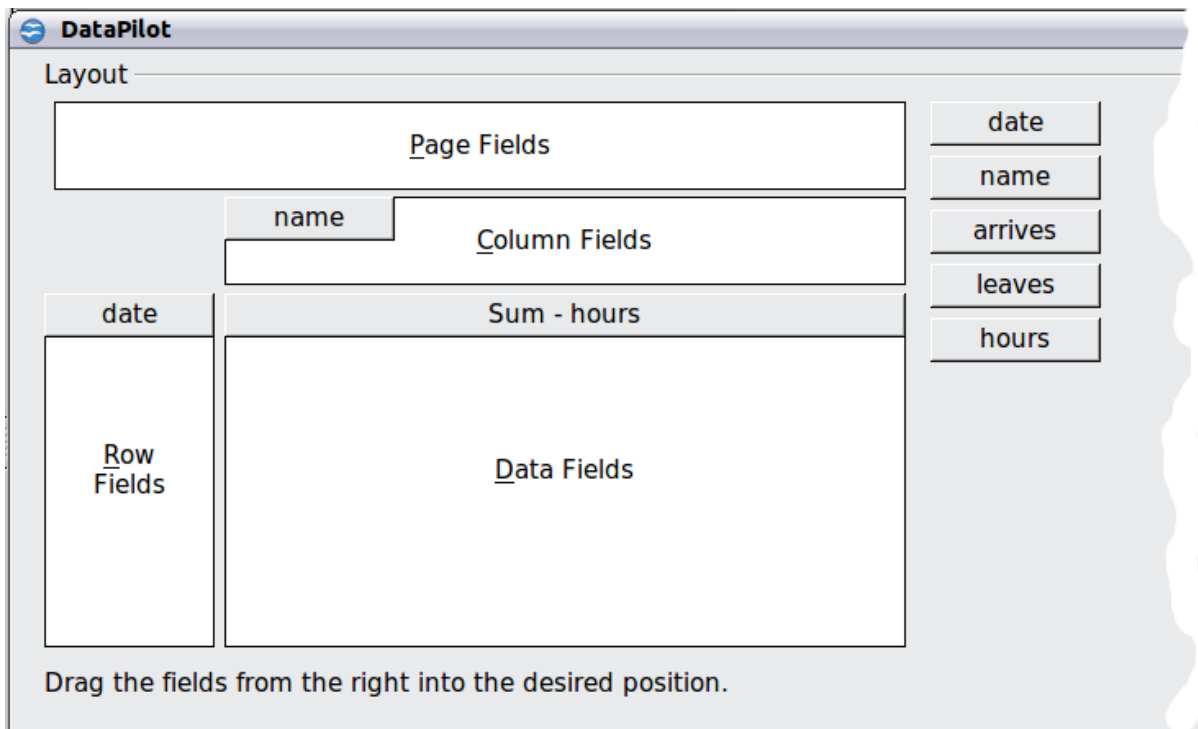 DataPilot
Layout
Page Fields
date
name
arrives
leaves
hours
name
Column Fields
date
Sum - hours
Row
Fields
Data Fields
Drag the fields from the right into the desired position.